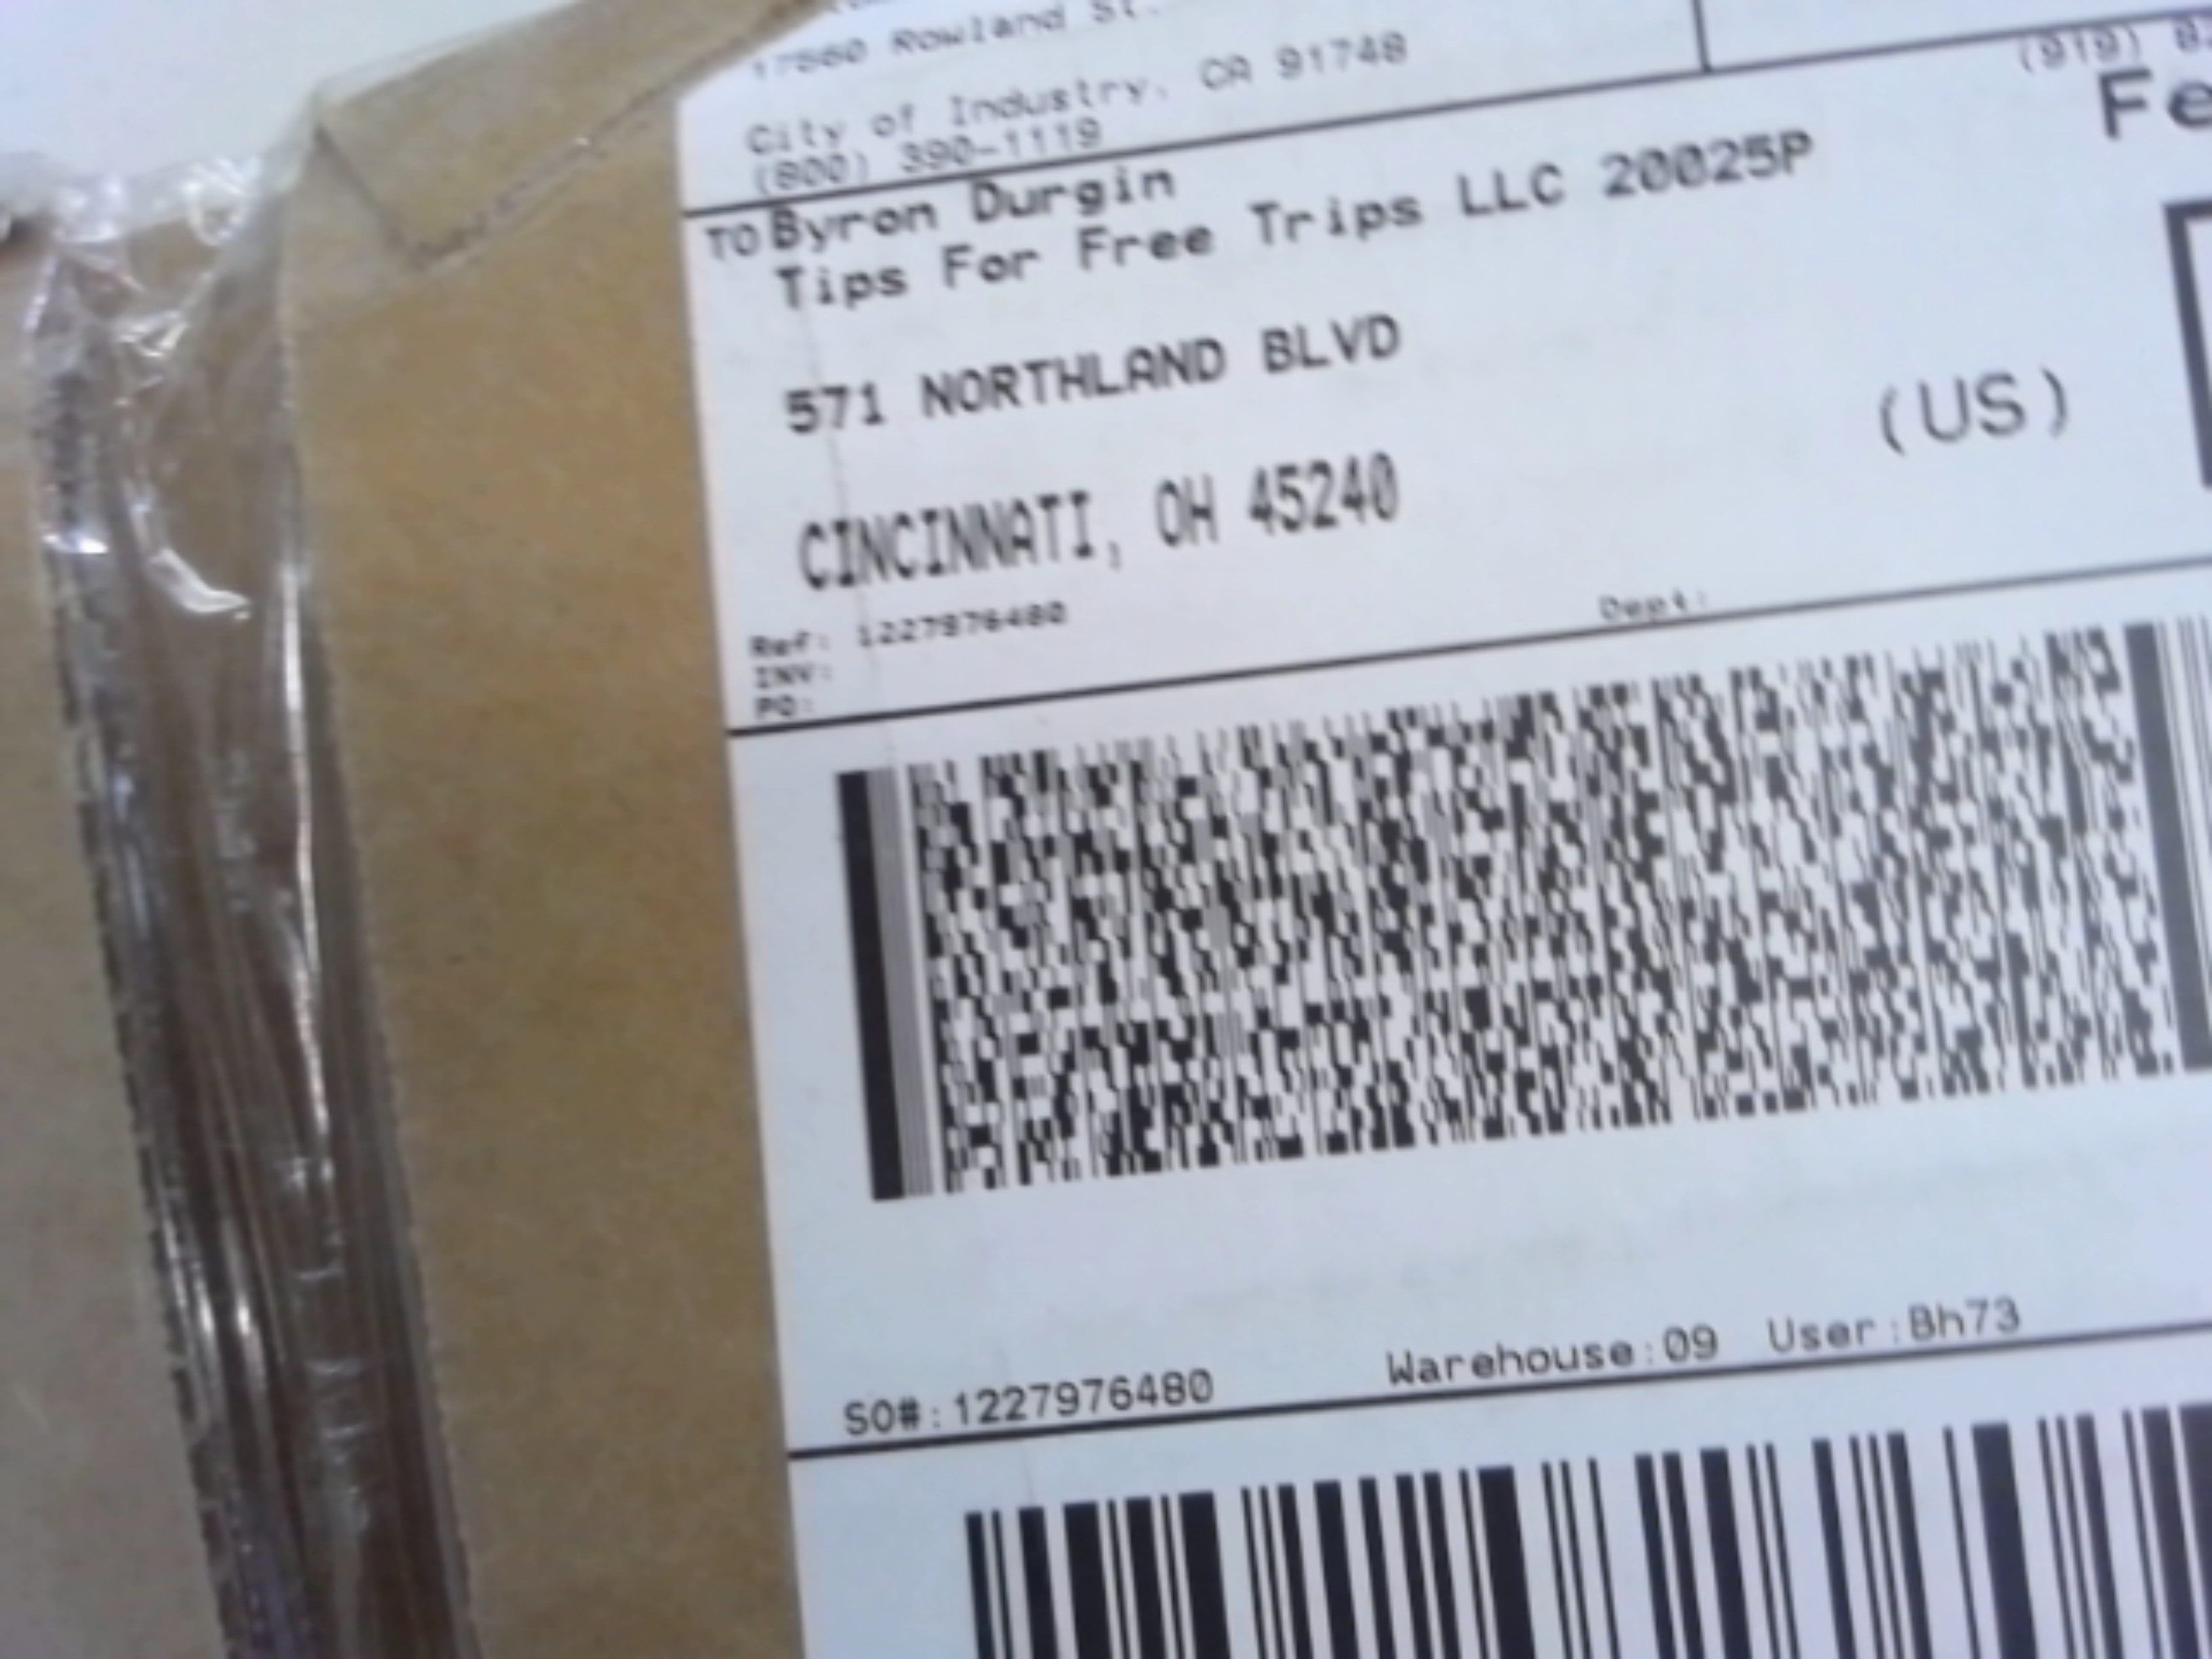 17560 Rowland St.
City of Industry, CA 91748
(800) 390-1119
(919)
Fe
TO Byron Durgin
Tips For Free Trips LLC 20025P
571 NORTHLAND BLVD
CINCINNATI, OH 45240
(US)
Ref: 1227976480
Dept:
INV:
PO:
SO#:1227976480 Warehouse:09 User:Bh73